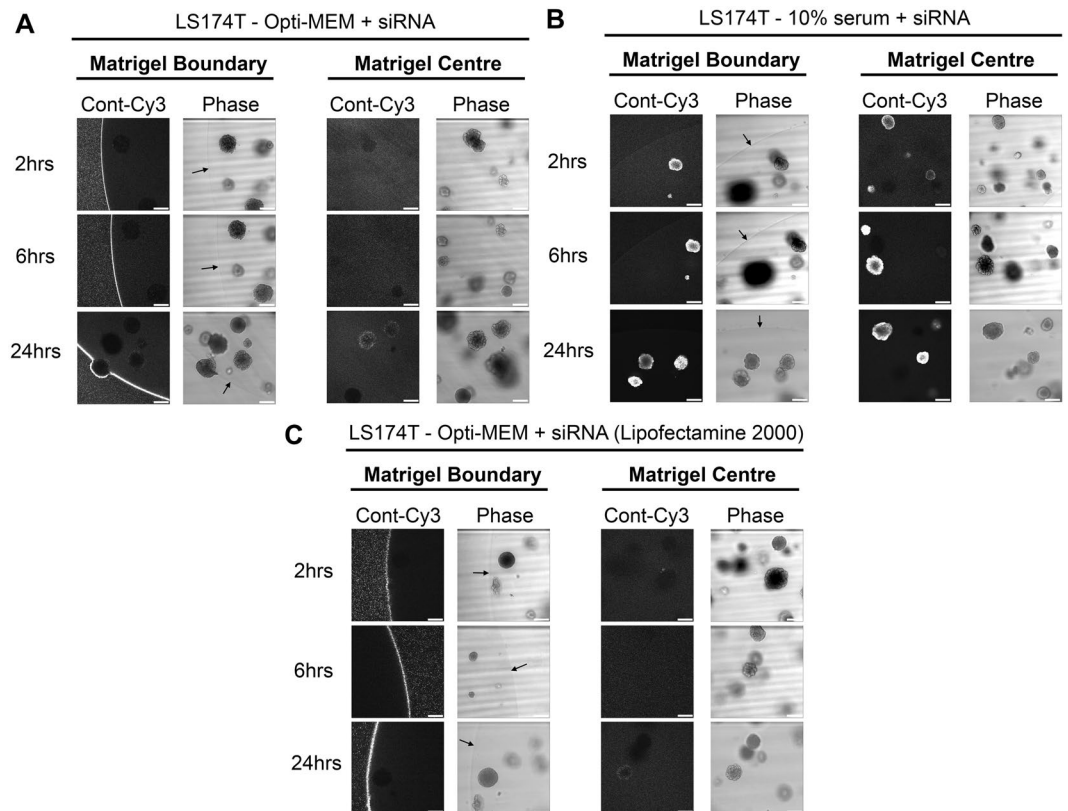 A
LS174T - Opti-MEM + siRNA
Matrigel Boundary
Matrigel Centre
Cont-Cy3
Phase
Cont-Cy3
Phase
2hrs
6hrs
24hrs
B
LS174T - 10% serum + siRNA
Matrigel Boundary
Matrigel Centre
Cont-Cy3
Phase
Cont-Cy3
Phase
2hrs
6hrs
24hrs
C
LS174T - Opti-MEM + siRNA (Lipofectamine 2000)
Matrigel Boundary
Matrigel Centre
Cont-Cy3
Phase
Cont-Cy3
Phase
2hrs
6hrs
24hrs